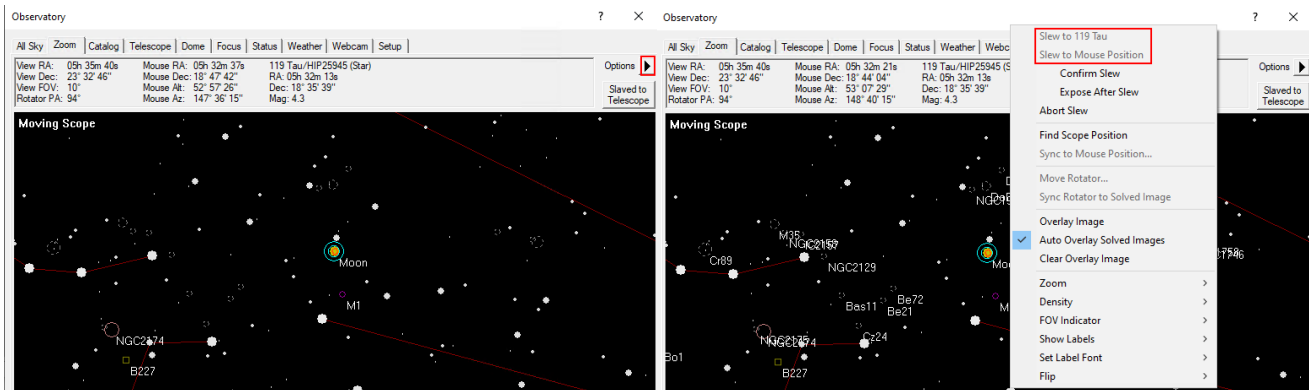 Observatory ? ×
All Sky Zoom Catalog Telescope Dome Focus Status Weather Webcam Setup
View RA: 05h 35m 40s Mouse RA: 05h 32m 37s 119 Tau/HIP25945 (Star)
View Dec: 23° 32' 46" Mouse Dec: 18° 47' 42" RA: 05h 32m 13s
View FOV: 10° Mouse Alt: 52° 57' 26" Dec: 18° 35' 39"
Rotator PA: 94° Mouse Az: 147° 36' 15" Mag: 4.3
Options
Slaved to
Telescope
Moving Scope
Moon
M1
NGC2174
B227
Observatory ? ×
All Sky Zoom Catalog Telescope Dome Focus Status Weather Webc
View RA: 05h 35m 40s Mouse RA: 05h 32m 21s 119 Tau/HIP25945 (S
View Dec: 23° 32' 46" Mouse Dec: 18° 44' 04" RA: 05h 32m 13s
View FOV: 10° Mouse Alt: 53° 07' 29" Dec: 18° 35' 39"
Rotator PA: 94° Mouse Az: 148° 40' 15" Mag: 4.3
Options
Slaved to
Telescope
Moving Scope
M35
NGC2158
Cr89
NGC2129
Bas11
Be72
Be21
Cz24
NGC2174
Bo1
B227
Slew to 119 Tau
Slew to Mouse Position
Confirm Slew
Expose After Slew
Abort Slew
Find Scope Position
Sync to Mouse Position...
Move Rotator...
Sync Rotator to Solved Image
Overlay Image
✓ Auto Overlay Solved Images
Clear Overlay Image
Zoom
Density
FOV Indicator
Show Labels
Set Label Font
Flip